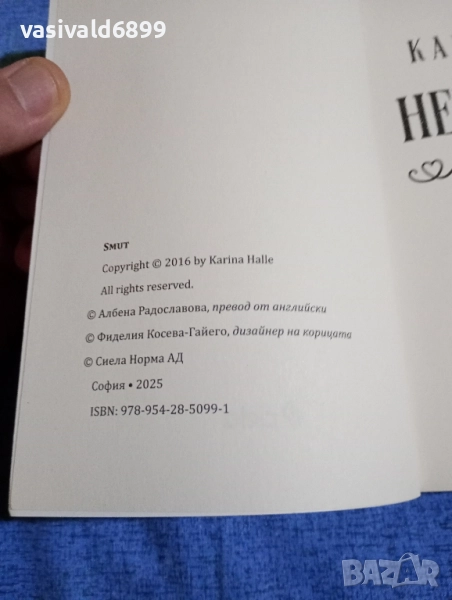 vasivald6899
SMUT
Copyright © 2016 by Karina Halle
All rights reserved.
© Албена Радославова, превод от английски
© Фиделия Косева-Гайего, дизайнер на корицата
© Сиела Норма АД
София • 2025
ISBN: 978-954-28-5099-1
КА
НЕ
BAZAR